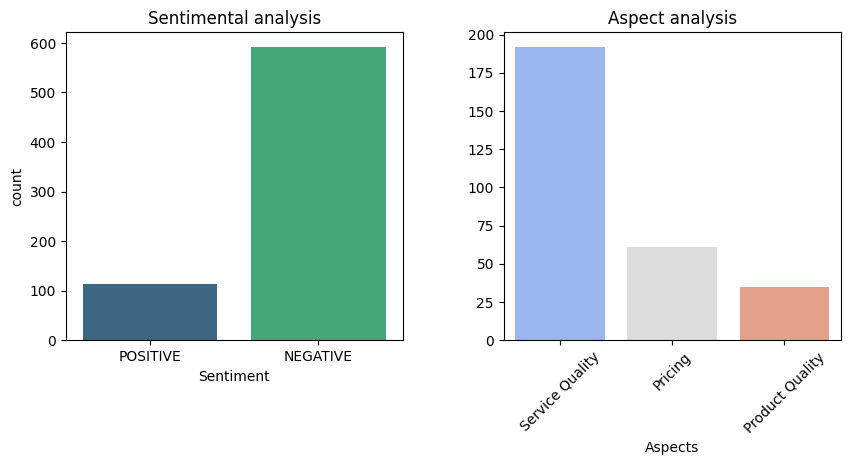 Sentimental analysis
600
500
400
300
200
100
0
count
POSITIVE
NEGATIVE
Sentiment
Aspect analysis
200
175
150
125
100
75
50
25
0
Service Quality
Pricing
Product Quality
Aspects